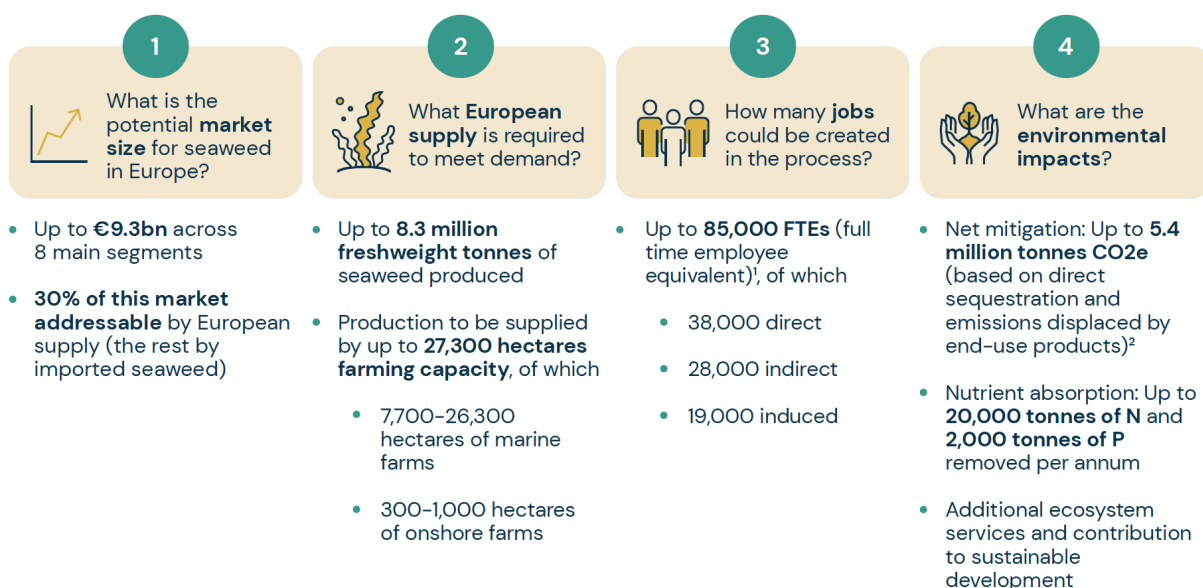 1
What is the
potential market
size for seaweed
in Europe?
• Up to €9.3bn across
8 main segments
• 30% of this market
addressable by European
supply (the rest by
imported seaweed)
2
What European
supply is required
to meet demand?
• Up to 8.3 million
freshweight tonnes of
seaweed produced
• Production to be supplied
by up to 27,300 hectares
farming capacity, of which
• 7,700-26,300
hectares of marine
farms
• 300-1,000 hectares
of onshore farms
3
How many jobs
could be created
in the process?
• Up to 85,000 FTEs (full
time employee
equivalent)¹, of which
• 38,000 direct
• 28,000 indirect
• 19,000 induced
4
What are the
environmental
impacts?
• Net mitigation: Up to 5.4
million tonnes CO2e
(based on direct
sequestration and
emissions displaced by
end-use products)²
• Nutrient absorption: Up to
20,000 tonnes of N and
2,000 tonnes of P
removed per annum
• Additional ecosystem
services and contribution
to sustainable
development